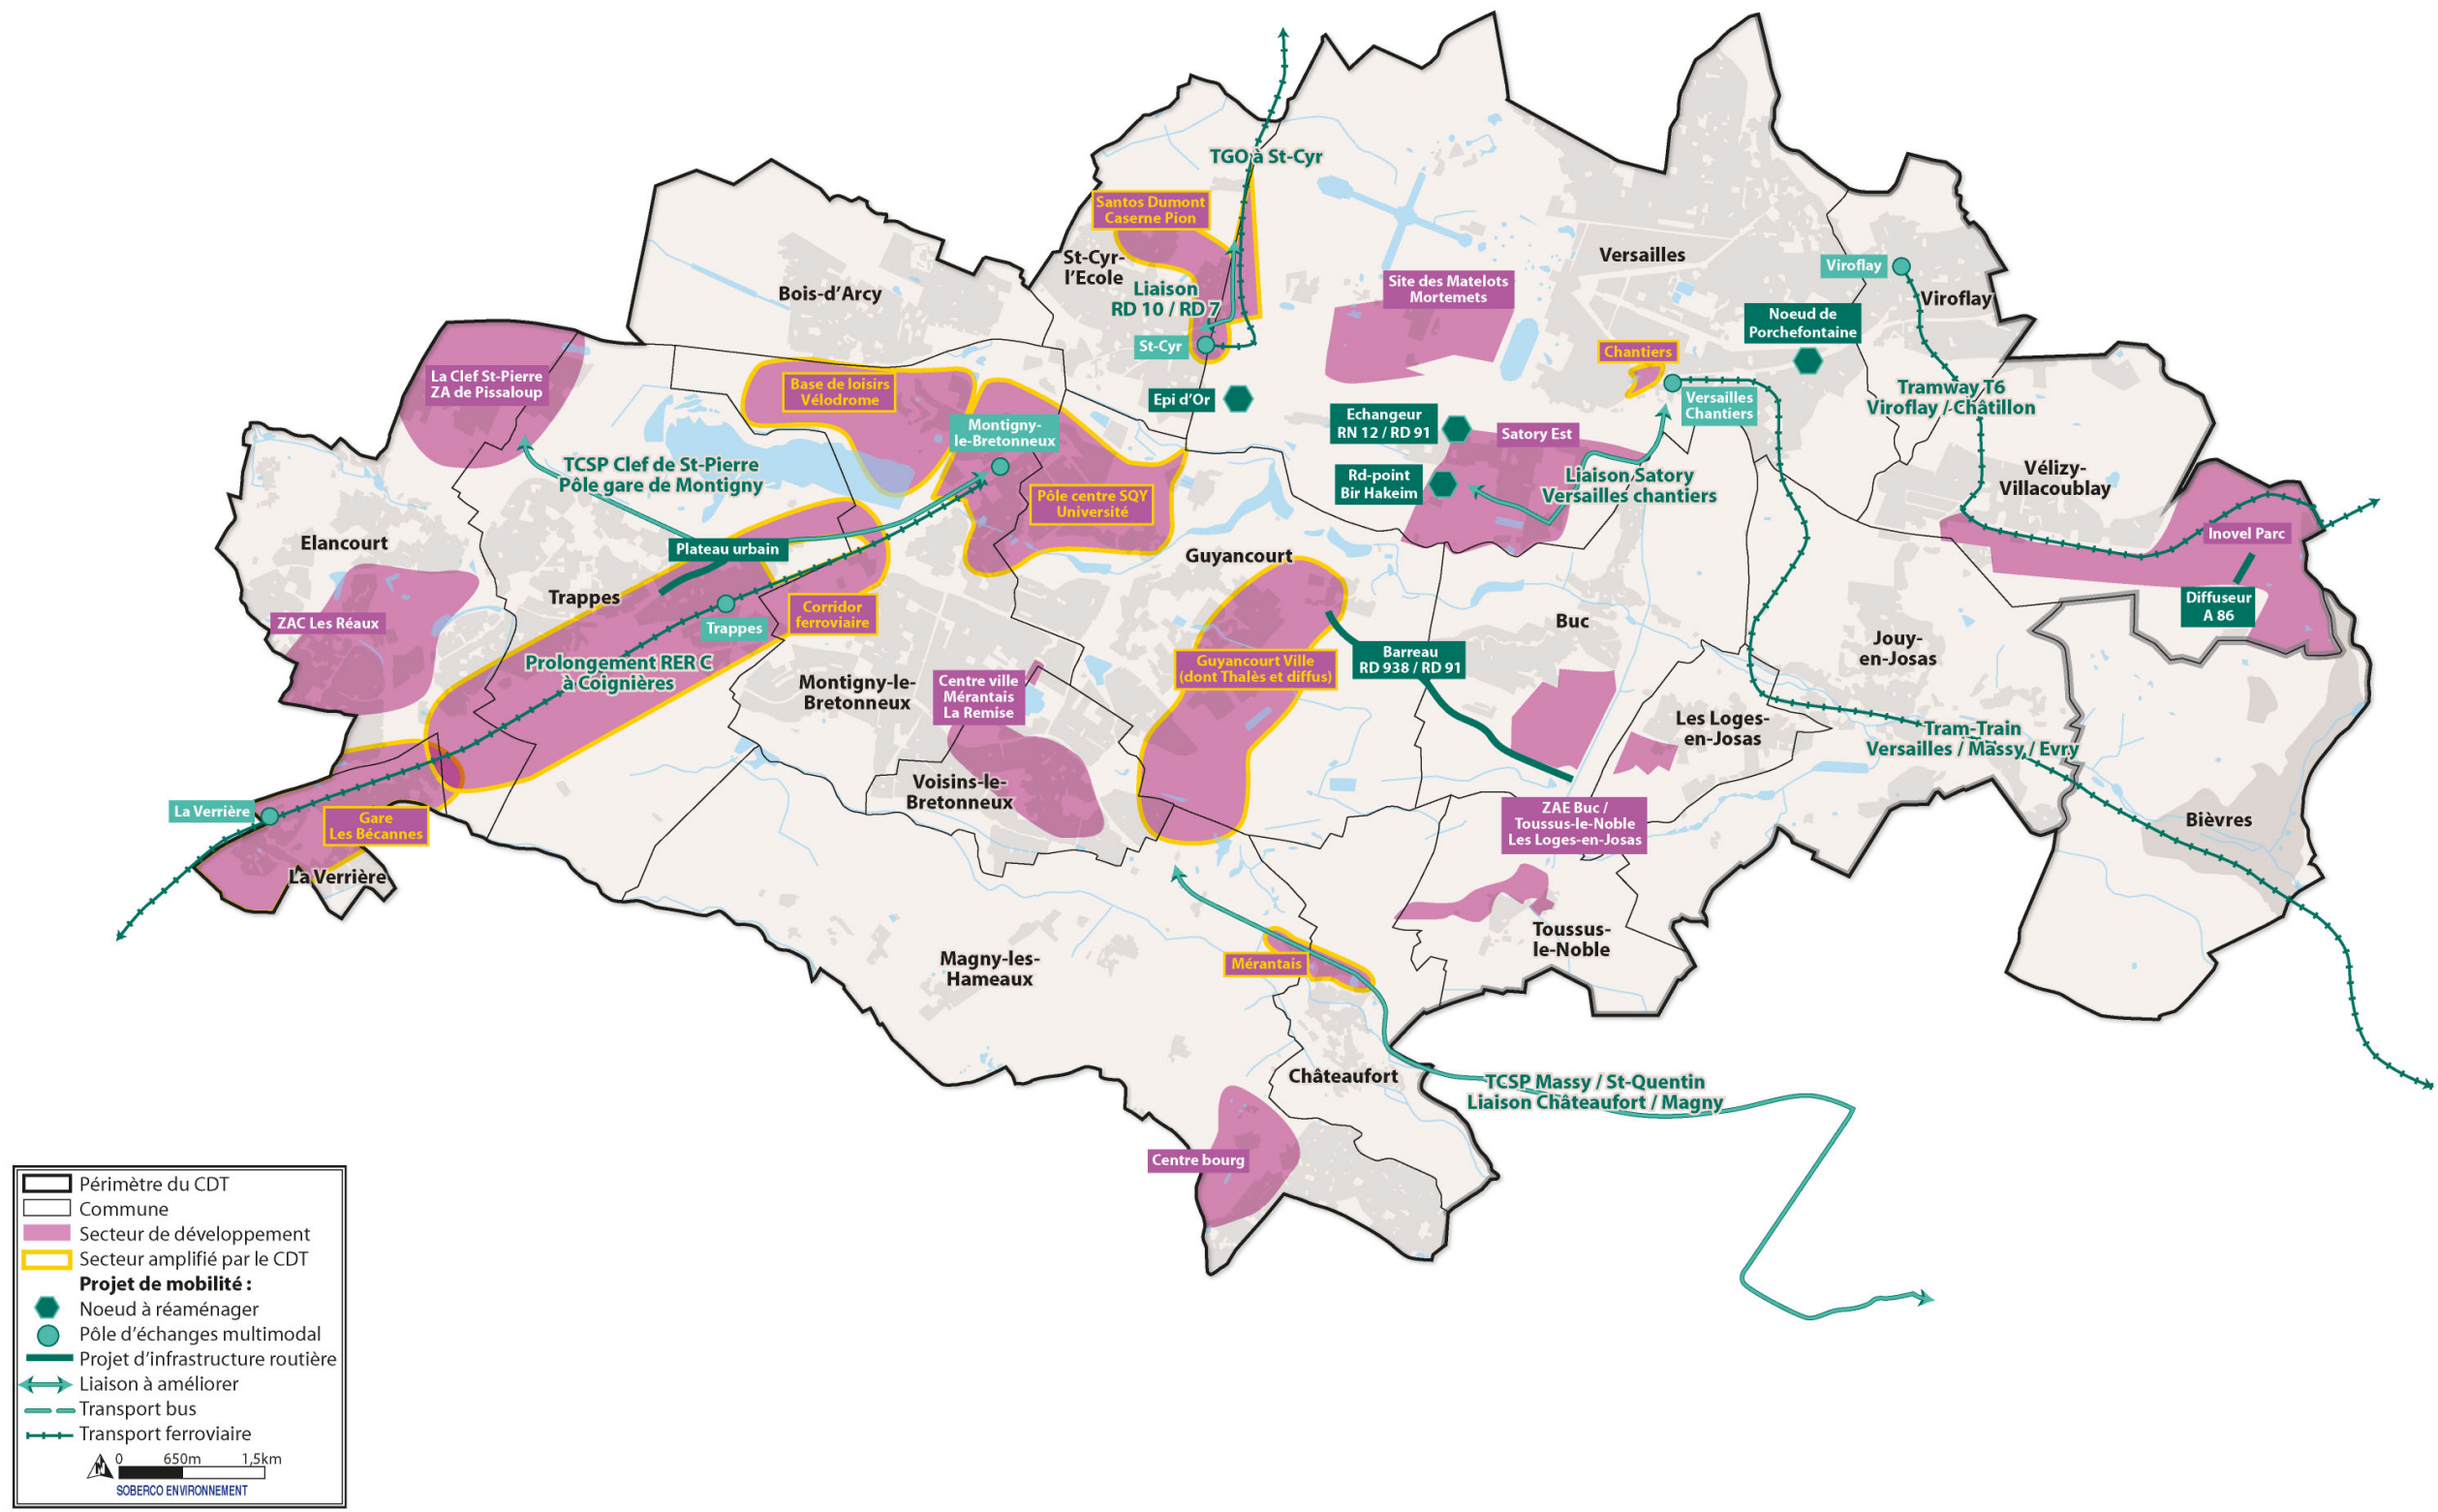 TGO à St-Cyr
Santos Dumont
Caserne Pion
St-Cyr-
l'Ecole
Liaison
RD 10 / RD 7
St-Cyr
Epi d'Or
Bois-d'Arcy
Site des Matelots
Mortemets
Versailles
Viroflay
Viroflay
Noeud de
Porchefontaine
Chantiers
Versailles
Chantiers
Tramway T6
Viroflay / Châtillon
La Clef St-Pierre
ZA de Pissaloup
Base de loisirs
Vélodrome
Montigny-
le-Bretonneux
Echangeur
RN 12 / RD 91
Satory Est
Rd-point
Bir Hakeim
Liaison Satory
Versailles chantiers
Vélizy-
Villacoublay
TCSP Clef de St-Pierre
Pôle gare de Montigny
Pôle centre SQY
Université
Inovel Parc
Diffuseur
A 86
Elancourt
Plateau urbain
Guyancourt
Trappes
Corridor
ferroviaire
Trappes
ZAC Les Réaux
Buc
Jouy-
en-Josas
Prolongement RER C
à Coignières
Guyancourt Ville
(dont Thalès et diffus)
Barreau
RD 938 / RD 91
Montigny-le-
Bretonneux
Centre ville
Mérantais
La Remise
Les Loges-
en-Josas
Tram-Train
Versailles / Massy / Evry
Voisins-le-
Bretonneux
La Verrière
Gare
Les Bécannes
La Verrière
ZAE Buc /
Toussus-le-Noble
Les Loges-en-Josas
Bièvres
Toussus-
le-Noble
Magny-les-
Hameaux
Mérantais
Châteaufort
TCSP Massy / St-Quentin
Liaison Châteaufort / Magny
Centre bourg
Périmètre du CDT
Commune
Secteur de développement
Secteur amplifié par le CDT
Projet de mobilité :
Noeud à réaménager
Pôle d'échanges multimodal
Projet d'infrastructure routière
Liaison à améliorer
Transport bus
Transport ferroviaire
N
0 650m 1,5km
SOBERCO ENVIRONNEMENT